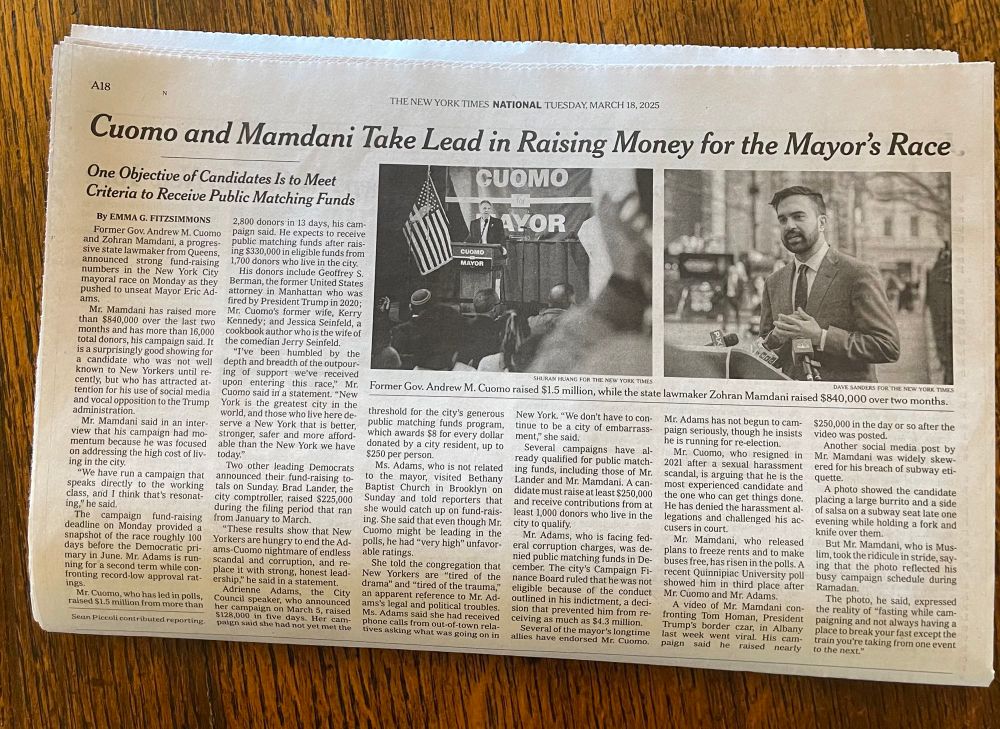 A18
N
THE NEW YORK TIMES NATIONAL TUESDAY, MARCH 18, 2025
Cuomo and Mamdani Take Lead in Raising Money for the Mayor's Race
One Objective of Candidates Is to Meet
Criteria to Receive Public Matching Funds
By EMMA G. FITZSIMMONS
Former Gov. Andrew M. Cuomo
and Zohran Mamdani, a progres-
sive state lawmaker from Queens,
announced strong fund-raising
numbers in the New York City
mayoral race on Monday as they
pushed to unseat Mayor Eric Ad-
ams.
Mr. Mamdani has raised more
than $840,000 over the last two
months and has more than 16,000
total donors, his campaign said. It
is a surprisingly good showing for
a candidate who was not well
known to New Yorkers until re-
cently, but who has attracted at-
tention for his use of social media
and vocal opposition to the Trump
administration.
Mr. Mamdani said in an inter-
view that his campaign had mo-
mentum because he was focused
on addressing the high cost of liv-
ing in the city.
"We have run a campaign that
speaks directly to the working
class, and I think that's resonat-
ing," he said.
The campaign fund-raising
deadline on Monday provided a
snapshot of the race roughly 100
days before the Democratic pri-
mary in June. Mr. Adams is run-
ning for a second term while con-
fronting record-low approval rat-
ings.
Mr. Cuomo, who has led in polls,
raised $1.5 million from more than
Sean Piccoli contributed reporting.
2,800 donors in 13 days, his cam-
paign said. He expects to receive
public matching funds after rais-
ing $330,000 in eligible funds from
1,700 donors who live in the city.
His donors include Geoffrey S.
Berman, the former United States
attorney in Manhattan who was
fired by President Trump in 2020;
Mr. Cuomo's former wife, Kerry
Kennedy; and Jessica Seinfeld, a
cookbook author who is the wife of
the comedian Jerry Seinfeld.
"I've been humbled by the
depth and breadth of the outpour-
ing of support we've received
upon entering this race," Mr.
Cuomo said in a statement. "New
York is the greatest city in the
world, and those who live here de-
serve a New York that is better,
stronger, safer and more afford-
able than the New York we have
today."
Two other leading Democrats
announced their fund-raising to-
tals on Sunday. Brad Lander, the
city comptroller, raised $225,000
during the filing period that ran
from January to March.
"These results show that New
Yorkers are hungry to end the Ad-
ams-Cuomo nightmare of endless
scandal and corruption, and re-
place it with strong, honest lead-
ership," he said in a statement.
Adrienne Adams, the City
Council speaker, who announced
her campaign on March 5, raised
$128,000 in five days. Her cam-
paign said she had not yet met the
CUOMO
for
MAYOR
CUOMO
for
MAYOR
SHURAN HUANG FOR THE NEW YORK TIMES
DAVE SANDERS FOR THE NEW YORK TIMES
Former Gov. Andrew M. Cuomo raised $1.5 million, while the state lawmaker Zohran Mamdani raised $840,000 over two months.
threshold for the city's generous
public matching funds program,
which awards $8 for every dollar
donated by a city resident, up to
$250 per person.
Ms. Adams, who is not related
to the mayor, visited Bethany
Baptist Church in Brooklyn on
Sunday and told reporters that
she would catch up on fund-rais-
ing. She said that even though Mr.
Cuomo might be leading in the
polls, he had "very high" unfavor-
able ratings.
She told the congregation that
New Yorkers are "tired of the
drama" and "tired of the trauma,"
an apparent reference to Mr. Ad-
ams's legal and political troubles.
Ms. Adams said she had received
phone calls from out-of-town rela-
tives asking what was going on in
New York. "We don't have to con-
tinue to be a city of embarrass-
ment," she said.
Several campaigns have al-
ready qualified for public match-
ing funds, including those of Mr.
Lander and Mr. Mamdani. A can-
didate must raise at least $250,000
and receive contributions from at
least 1,000 donors who live in the
city to qualify.
Mr. Adams, who is facing fed-
eral corruption charges, was de-
nied public matching funds in De-
cember. The city's Campaign Fi-
nance Board ruled that he was not
eligible because of the conduct
outlined in his indictment, a deci-
sion that prevented him from re-
ceiving as much as $4.3 million.
Several of the mayor's longtime
allies have endorsed Mr. Cuomo.
Mr. Adams has not begun to cam-
paign seriously, though he insists
he is running for re-election.
Mr. Cuomo, who resigned in
2021 after a sexual harassment
scandal, is arguing that he is the
most experienced candidate and
the one who can get things done.
He has denied the harassment al-
legations and challenged his ac-
cusers in court.
Mr. Mamdani, who released
plans to freeze rents and to make
buses free, has risen in the polls. A
recent Quinnipiac University poll
showed him in third place after
Mr. Cuomo and Mr. Adams.
A video of Mr. Mamdani con-
fronting Tom Homan, President
Trump's border czar, in Albany
last week went viral. His cam-
paign said he raised nearly
$250,000 in the day or so after the
video was posted.
Another social media post by
Mr. Mamdani was widely skew-
ered for his breach of subway eti-
quette.
A photo showed the candidate
placing a large burrito and a side
of salsa on a subway seat late one
evening while holding a fork and
knife over them.
But Mr. Mamdani, who is Mus-
lim, took the ridicule in stride, say-
ing that the photo reflected his
busy campaign schedule during
Ramadan.
The photo, he said, expressed
the reality of "fasting while cam-
paigning and not always having a
place to break your fast except the
train you're taking from one event
to the next."